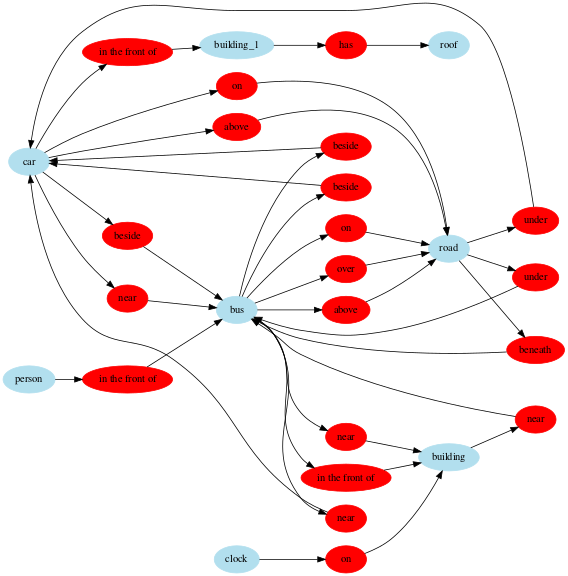 in the front of
building_1
has
roof
on
above
beside
car
beside
under
on
road
beside
over
under
near
bus
above
beneath
person
in the front of
near
near
building
in the front of
near
clock
on